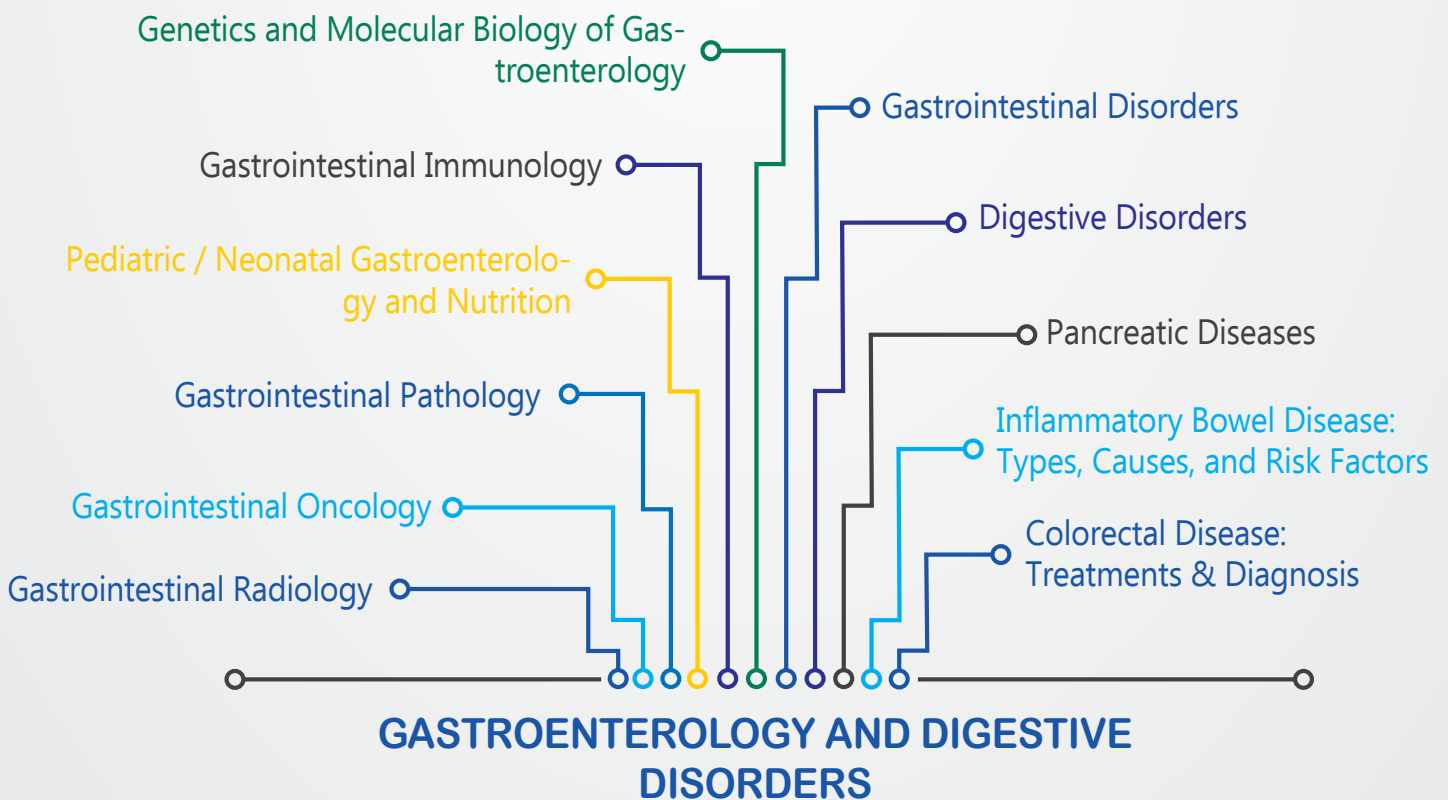 Genetics and Molecular Biology of Gas-
troenterology
Gastrointestinal Disorders
Gastrointestinal Immunology
Digestive Disorders
Pediatric / Neonatal Gastroenterolo-
gy and Nutrition
Pancreatic Diseases
Gastrointestinal Pathology
Inflammatory Bowel Disease:
Types, Causes, and Risk Factors
Gastrointestinal Oncology
Colorectal Disease:
Treatments & Diagnosis
Gastrointestinal Radiology
GASTROENTEROLOGY AND DIGESTIVE
DISORDERS